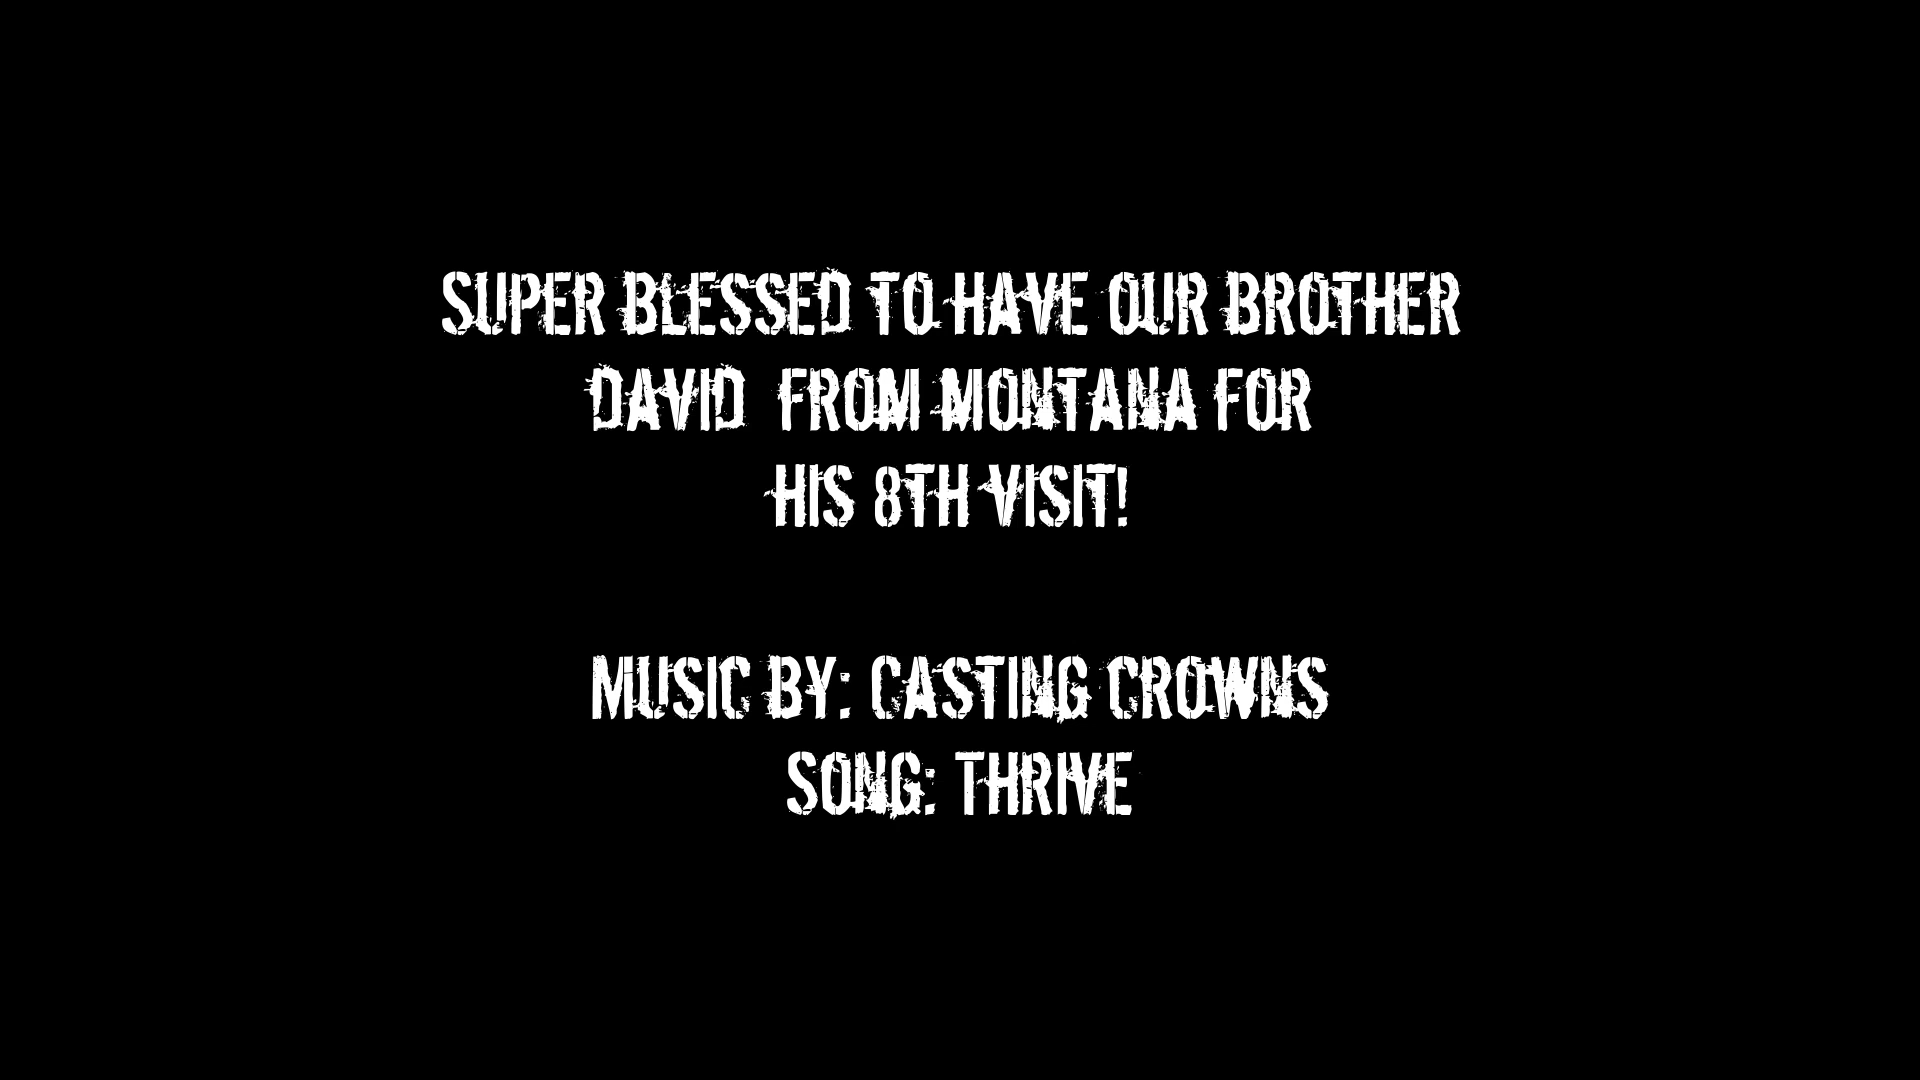 SUPER BLESSED TO HAVE OUR BROTHER
DAVID  FROM MONTANA FOR
HIS 8TH VISIT!
MUSIC BY: CASTING CROWNS
SONG: THRIVE